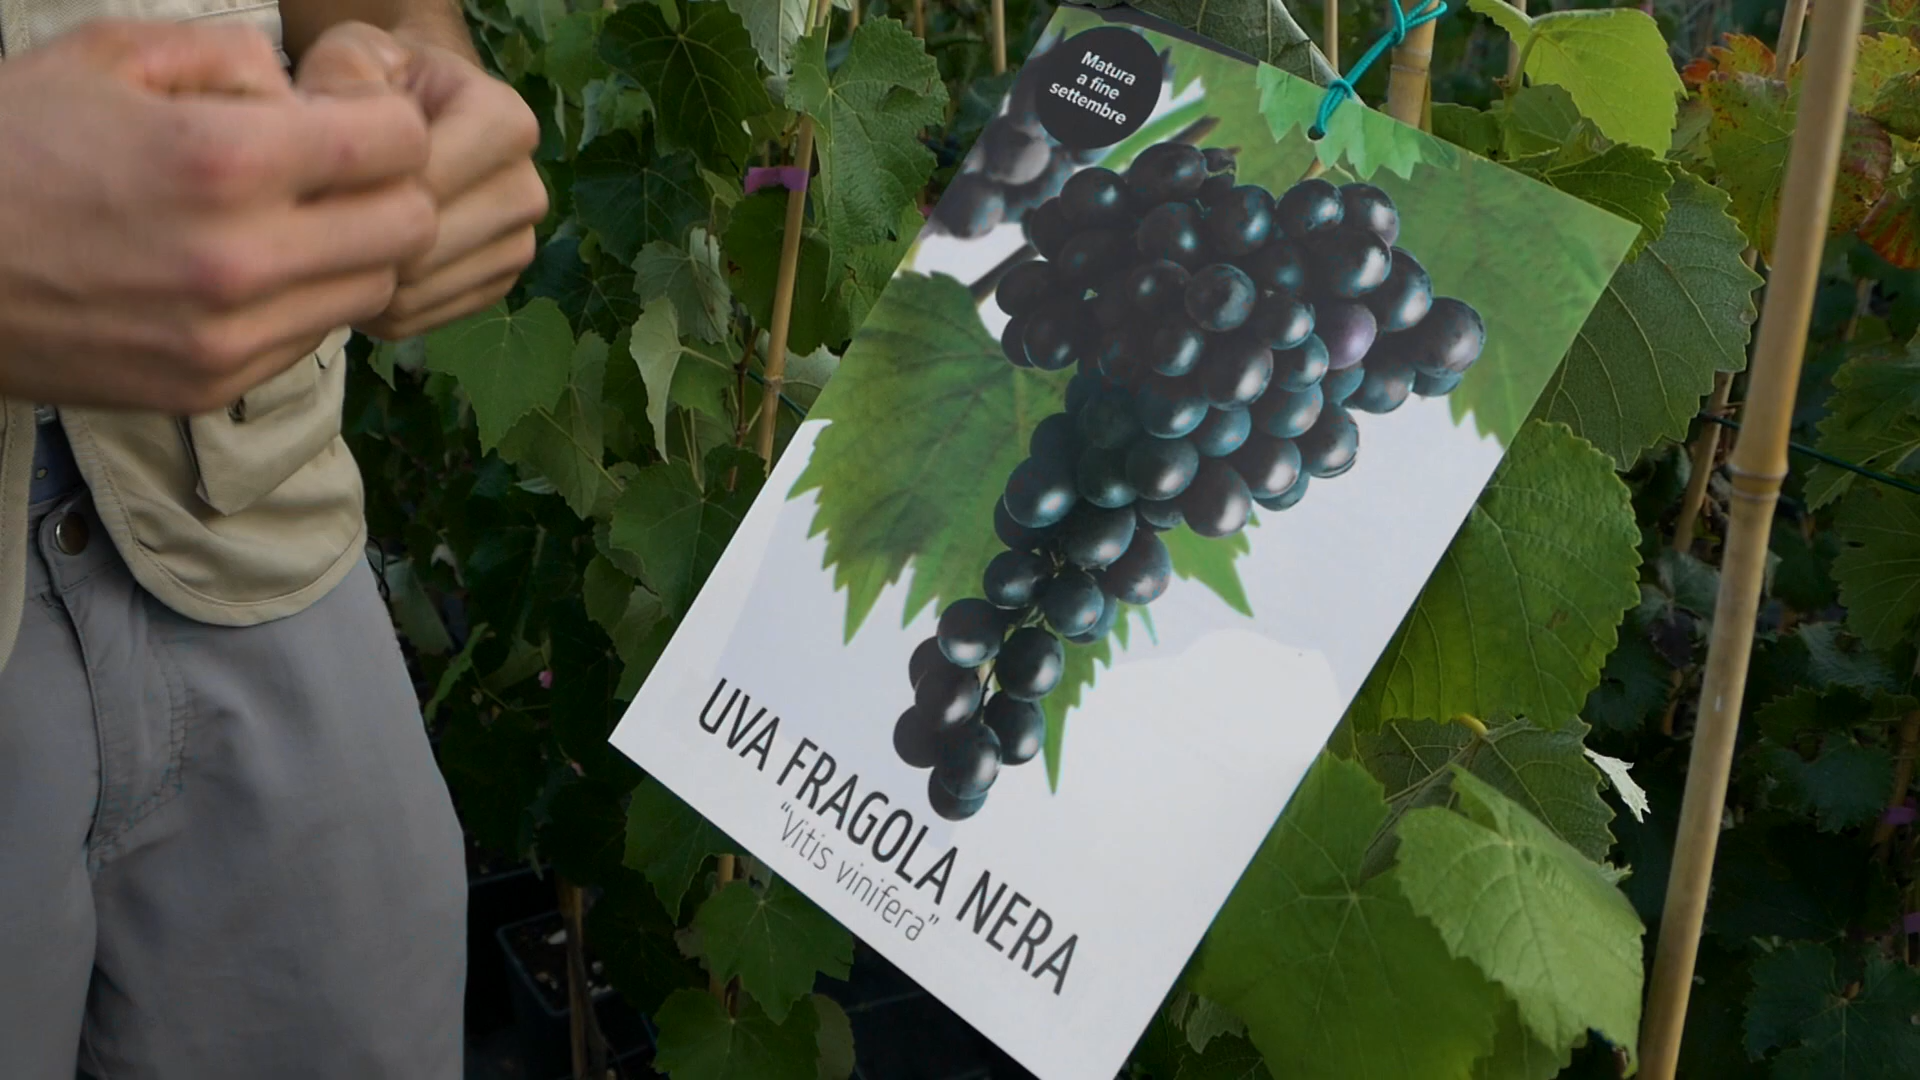 Matura
a fine
settembre
UVA FRAGOLA NERA
“Vitis vinifera”